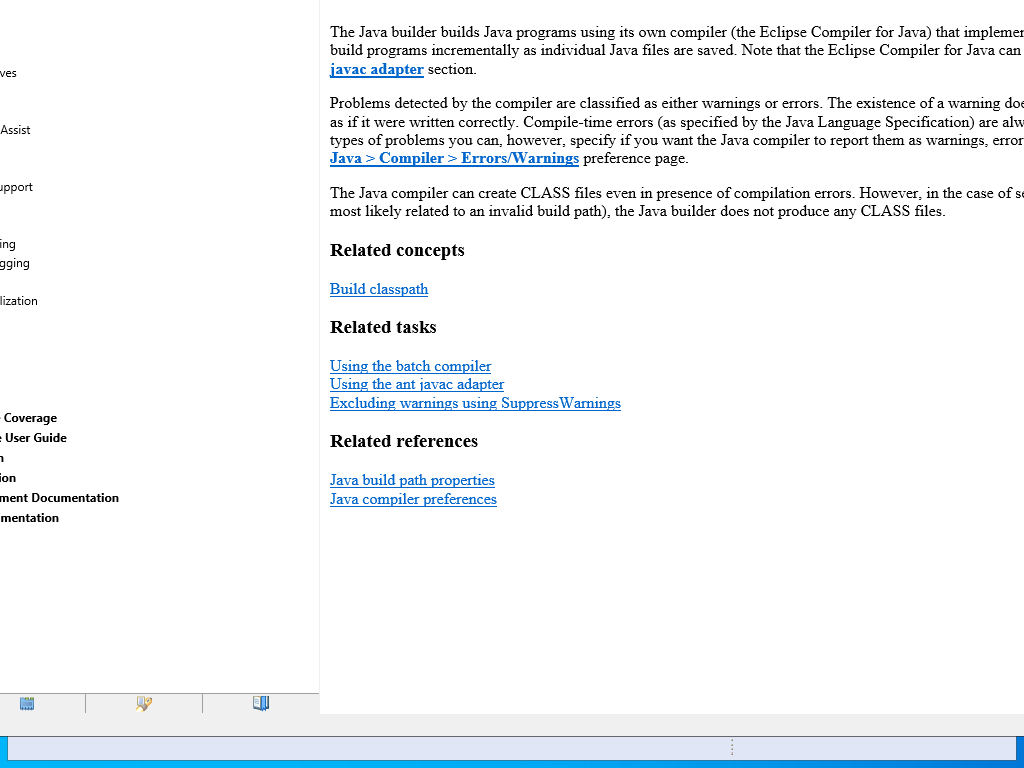 ves
Assist
upport
ing
gging
lization
Coverage
User Guide
ion
ment Documentation
mentation
The Java builder builds Java programs using its own compiler (the Eclipse Compiler for Java) that
build programs incrementally as individual Java files are saved. Note that the Eclipse Compiler for Java can
javac adapter section.
Problems detected by the compiler are classified as either warnings or errors. The existence of a warning
as if it were written correctly. Compile-time errors (as specified by the Java Language Specification) are
types of problems you can, however, specify if you want the Java compiler to report them as warnings,
Java > Compiler > Errors/Warnings preference page.
The Java compiler can create CLASS files even in presence of compilation errors. However, in the case of
most likely related to an invalid build path), the Java builder does not produce any CLASS files.
Related concepts
Build classpath
Related tasks
Using the batch compiler
Using the ant javac adapter
Excluding warnings using SuppressWarnings
Related references
Java build path properties
Java compiler preferences